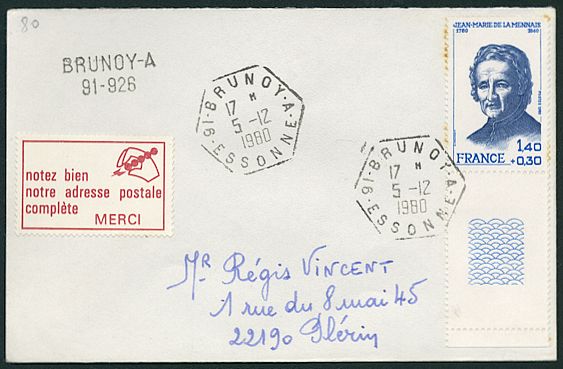 80
BRUNOY-A
91-926
91·BRUNOY·A·
17 H
5-12
1980
ESSONNE
JEAN-MARIE DE LA MENNAIS
1780 1860
1,40
FRANCE +0,30
91·BRUNOY·A·
17 H
5-12
1980
ESSONNE
notez bien
notre adresse postale
complète
MERCI
Mr Régis VINCENT
1 rue du 8 mai 45
22190 Plérin